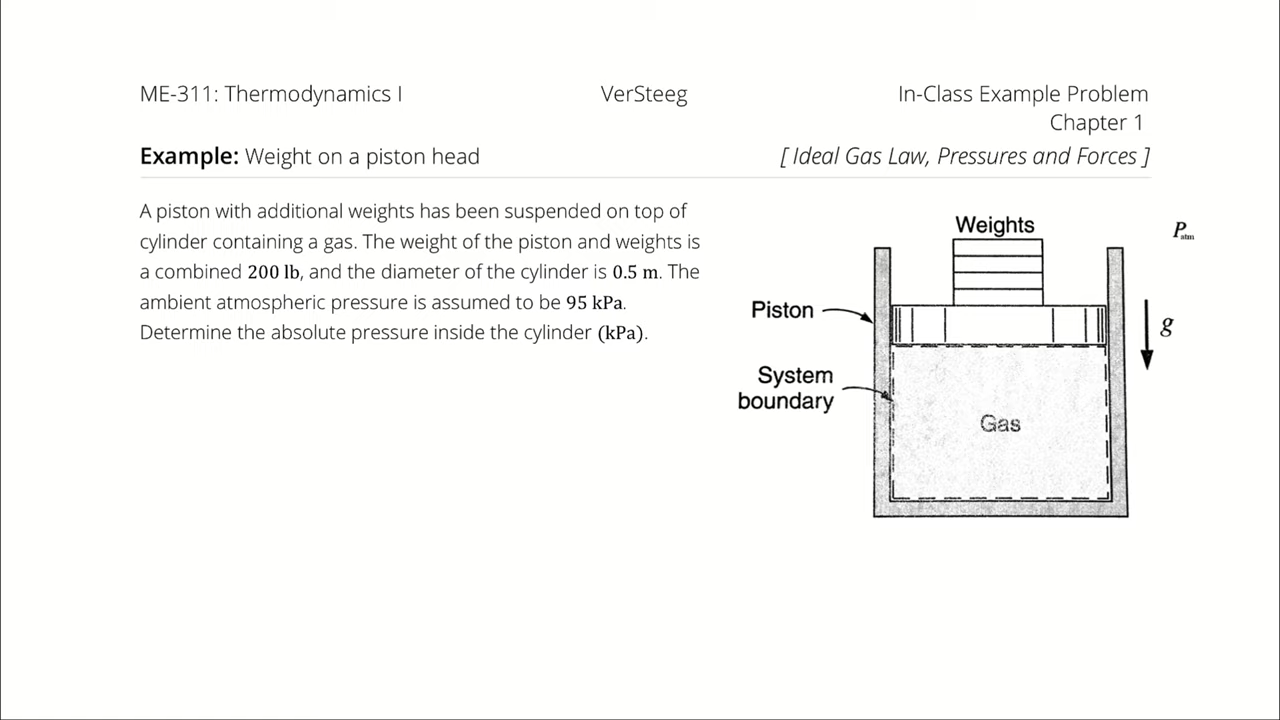 ME-311: Thermodynamics I
VerSteeg
In-Class Example Problem
Chapter 1
Example: Weight on a piston head
[ Ideal Gas Law, Pressures and Forces ]
A piston with additional weights has been suspended on top of
cylinder containing a gas. The weight of the piston and weights is
a combined 200 lb, and the diameter of the cylinder is 0.5 m. The
ambient atmospheric pressure is assumed to be 95 kPa.
Determine the absolute pressure inside the cylinder (kPa).
Weights
Patm
Piston
g
System
boundary
Gas